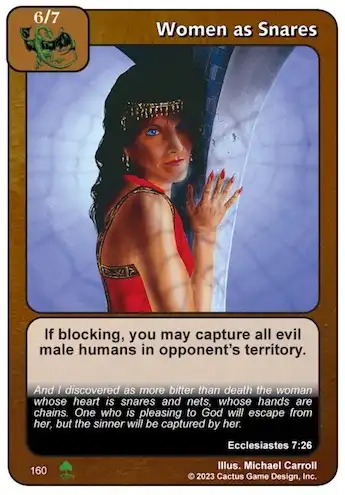 6/7
Women as Snares
If blocking, you may capture all evil
male humans in opponent's territory.
And I discovered as more bitter than death the woman
whose heart is snares and nets, whose hands are
chains. One who is pleasing to God will escape from
her, but the sinner will be captured by her.
Ecclesiastes 7:26
160
Illus. Michael Carroll
© 2023 Cactus Game Design, Inc.